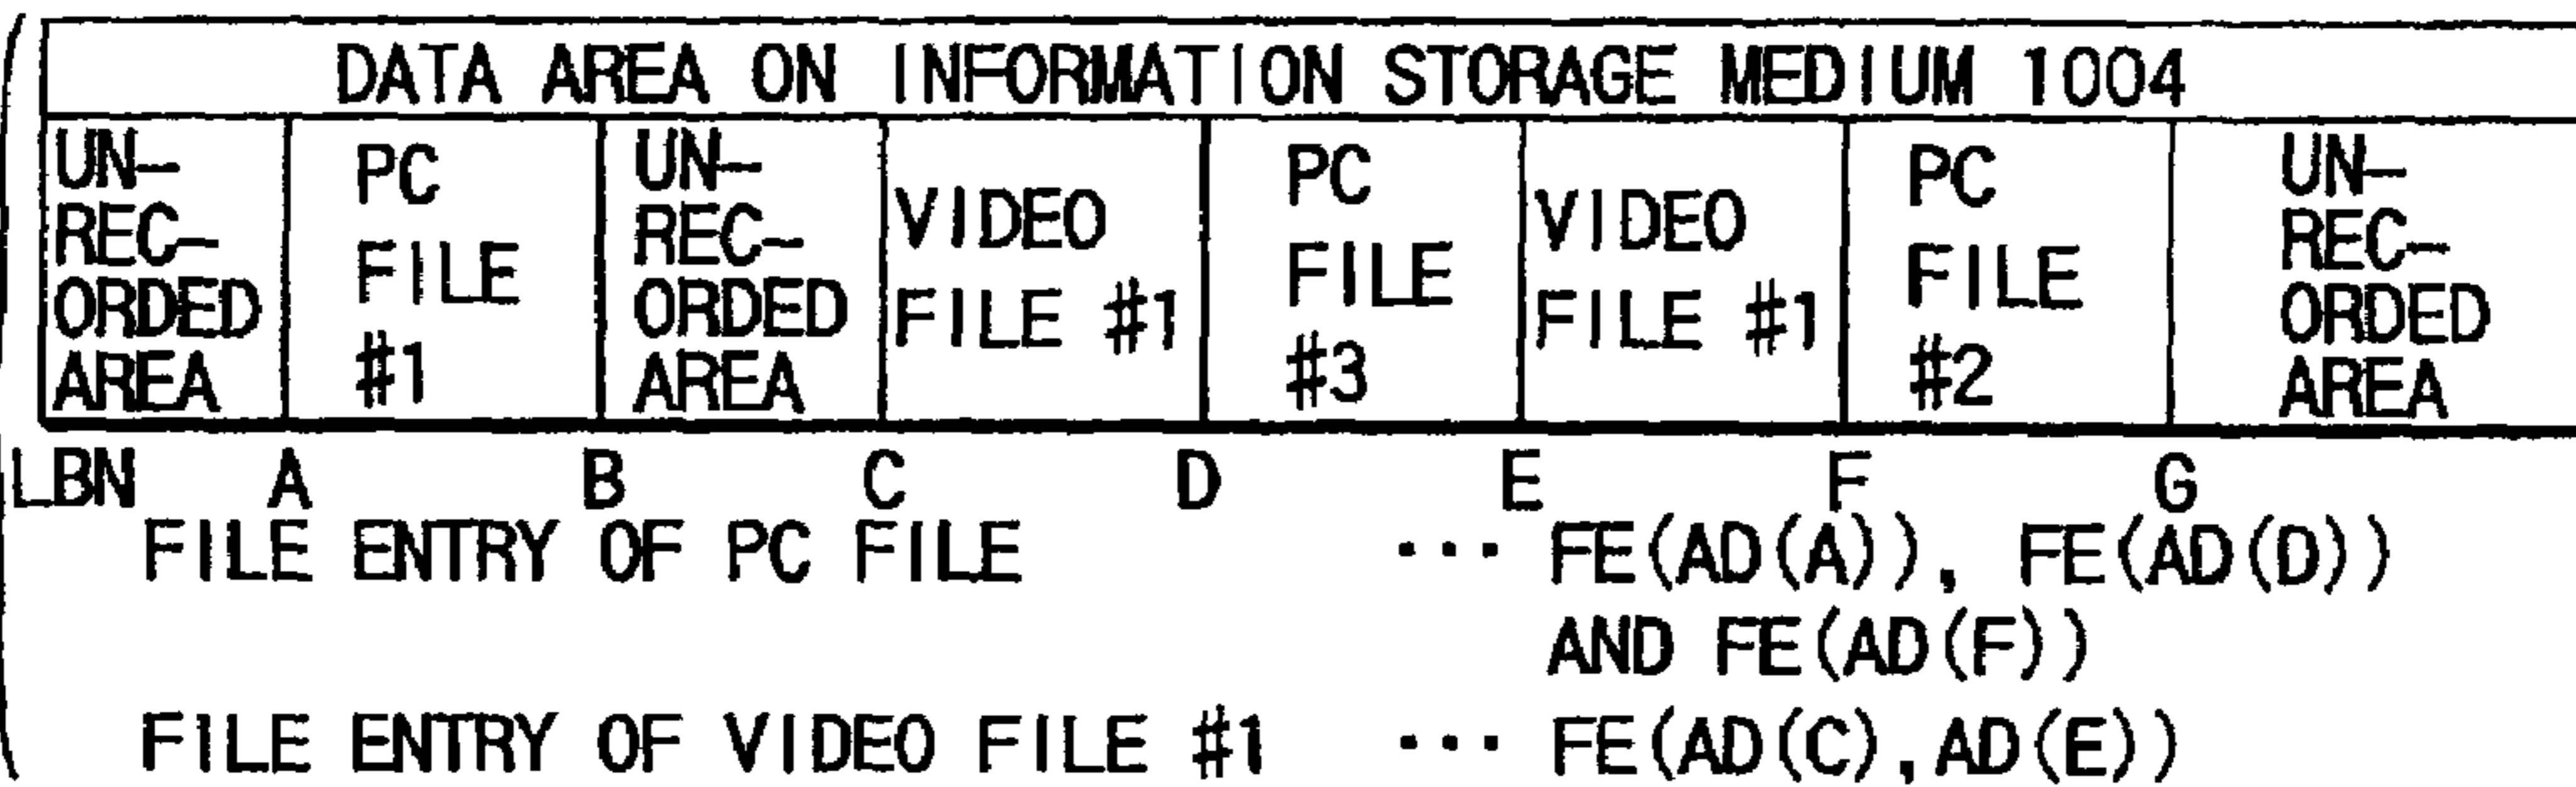 DATA AREA ON INFORMATION STORAGE MEDIUM 1004
UN-
REC-
ORDED
AREA
PC
FILE
#1
UN-
REC-
ORDED
AREA
VIDEO
FILE #1
PC
FILE
#3
VIDEO
FILE #1
PC
FILE
#2
UN-
REC-
ORDED
AREA
LBN A B C D E F G
FILE ENTRY OF PC FILE ··· FE(AD(A)), FE(AD(D))
AND FE(AD(F))
FILE ENTRY OF VIDEO FILE #1 ··· FE(AD(C),AD(E))